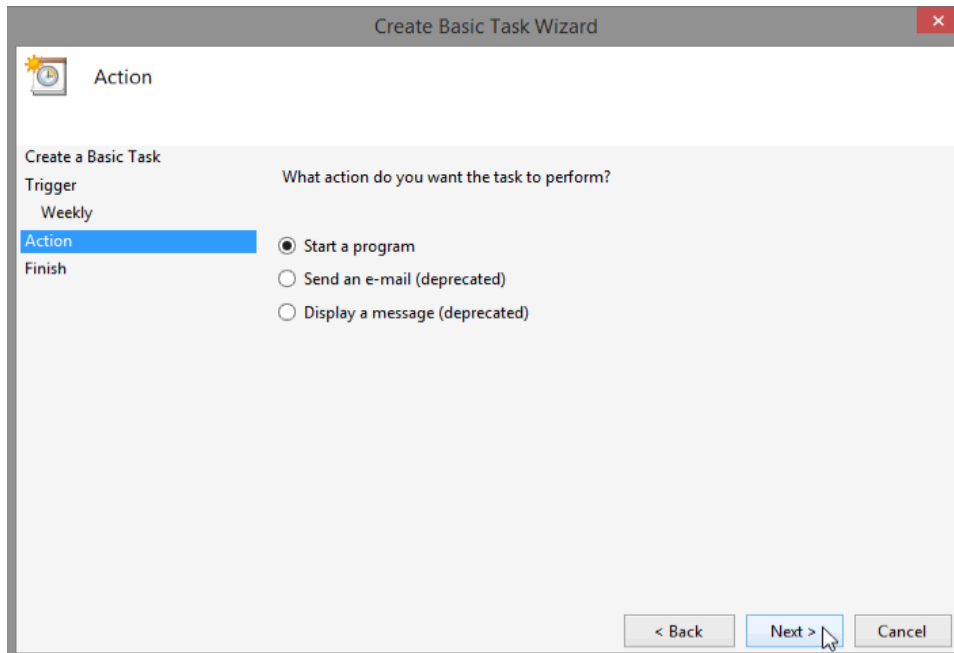 Create Basic Task Wizard
Action
Create a Basic Task
Trigger
Weekly
Action
Finish
What action do you want the task to perform?
Start a program
Send an e-mail (deprecated)
Display a message (deprecated)
< Back
Next >
Cancel